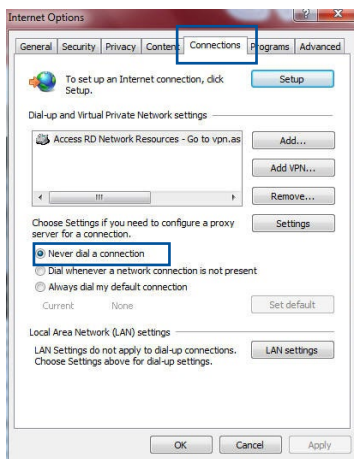 Internet Options
General Security Privacy Content Connections Programs Advanced
To set up an Internet connection, click
Setup.
Setup
Dial-up and Virtual Private Network settings
Access RD Network Resources - Go to vpn.as
Add...
Add VPN...
Remove...
Choose Settings if you need to configure a proxy
server for a connection.
Settings
Never dial a connection
Dial whenever a network connection is not present
Always dial my default connection
Current None
Set default
Local Area Network (LAN) settings
LAN Settings do not apply to dial-up connections.
Choose Settings above for dial-up settings.
LAN settings
OK Cancel Apply